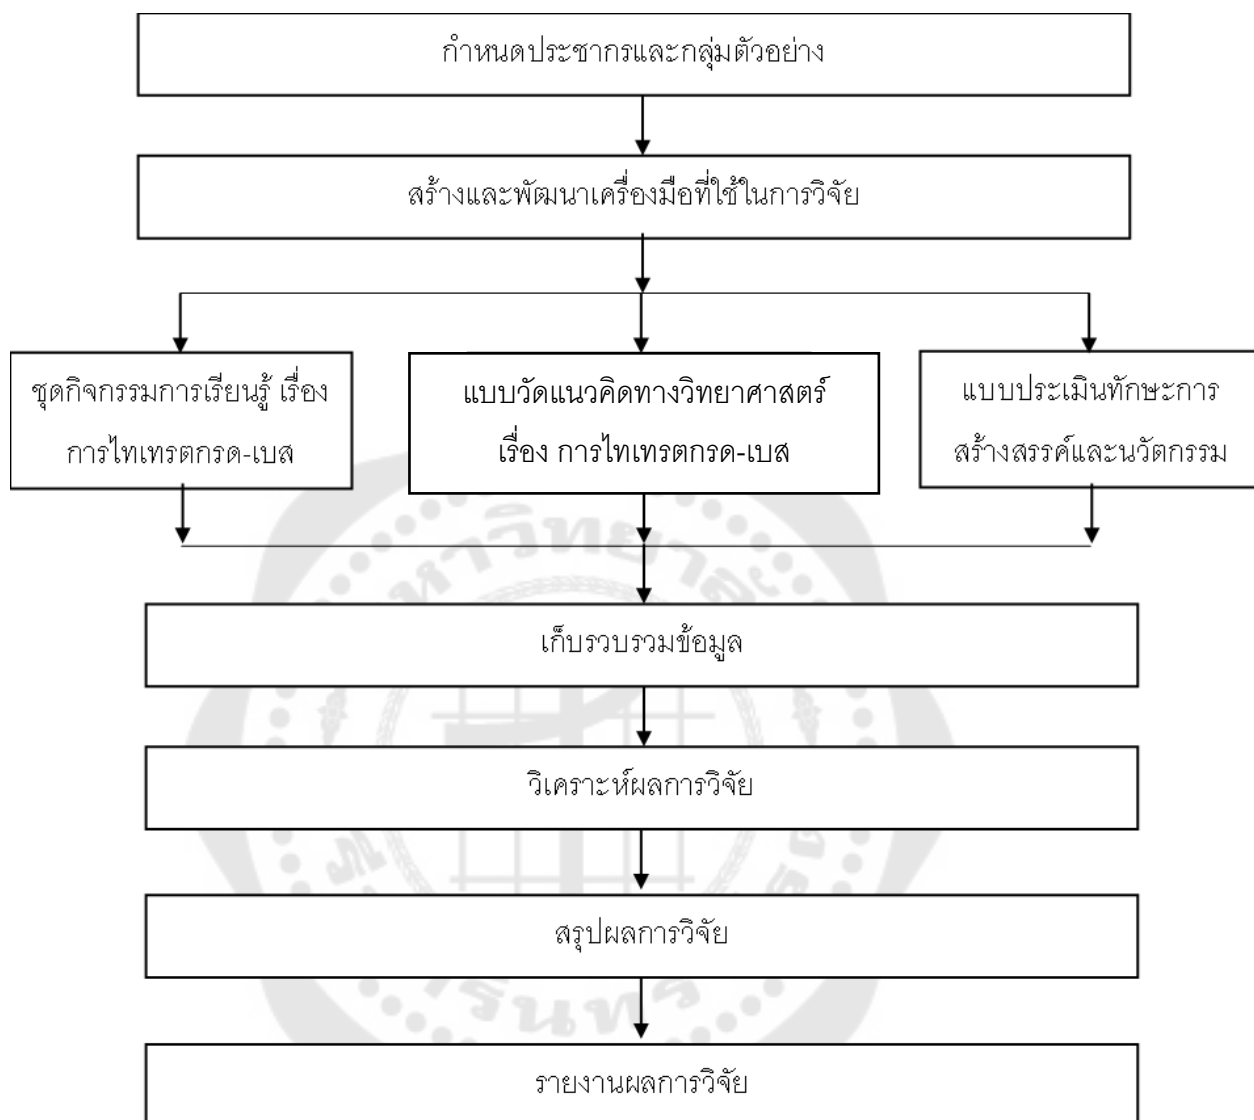 กำหนดประชากรและกลุ่มตัวอย่าง
สร้างและพัฒนาเครื่องมือที่ใช้ในการวิจัย
ชุดกิจกรรมการเรียนรู้ เรื่อง
การไทเทรตกรด-เบส
แบบวัดแนวคิดทางวิทยาศาสตร์
เรื่อง การไทเทรตกรด-เบส
แบบประเมินทักษะการ
สร้างสรรค์และนวัตกรรม
เก็บรวบรวมข้อมูล
วิเคราะห์ผลการวิจัย
สรุปผลการวิจัย
รายงานผลการวิจัย